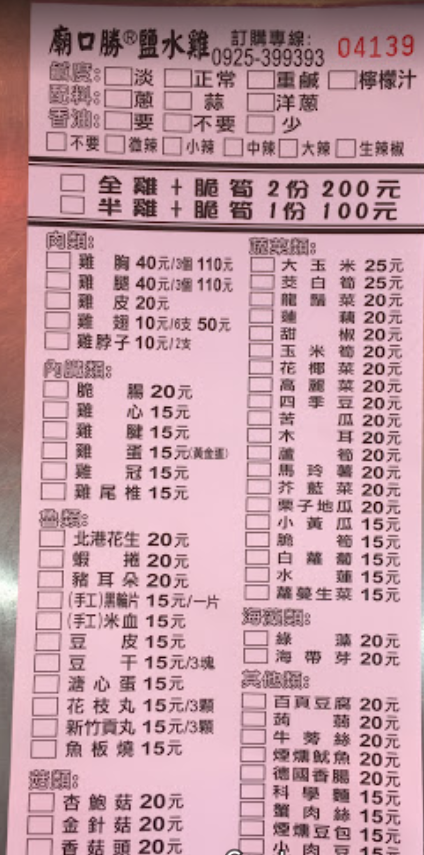 廟口勝®鹽水雞 訂購專線: 0925-399393 04139
鹹度: 淡 正常 重鹹 檸檬汁
配料: 蔥 蒜 洋蔥
香油: 要 不要 少
不要 微辣 小辣 中辣 大辣 生辣椒
全雞+脆筍2份200元
半雞+脆筍1份100元
肉類:
雞胸40元/3個110元
雞腿40元/3個110元
雞皮20元
雞翅10元/6支50元
雞脖子10元/2支
內臟類:
脆腸20元
雞心15元
雞腱15元
雞蛋15元(黃金蛋)
雞冠15元
雞尾椎15元
魯類:
北港花生20元
蝦捲20元
豬耳朵20元
(手工)黑輪片15元/一片
(手工)米血15元
豆皮15元
豆干15元/3塊
溏心蛋15元
花枝丸15元/3顆
新竹貢丸15元/3顆
魚板燒15元
菇類:
杏鮑菇20元
金針菇20元
香菇頭20元
蔬菜類:
大玉米25元
茭白筍25元
龍鬚菜20元
蓮藕20元
甜椒20元
玉米筍20元
花椰菜20元
高麗菜20元
四季豆20元
苦瓜20元
木耳20元
蘆筍20元
馬玲薯20元
芥藍菜20元
栗子地瓜20元
小黃瓜15元
脆筍15元
白蘿蔔15元
水蓮15元
蘿蔓生菜15元
海藻類:
綠藻20元
海帶芽20元
其他類:
百頁豆腐20元
蒟蒻20元
牛蒡絲20元
煙燻魷魚20元
德國香腸20元
科學麵15元
蟹肉絲15元
煙燻豆包15元
小肉豆15元